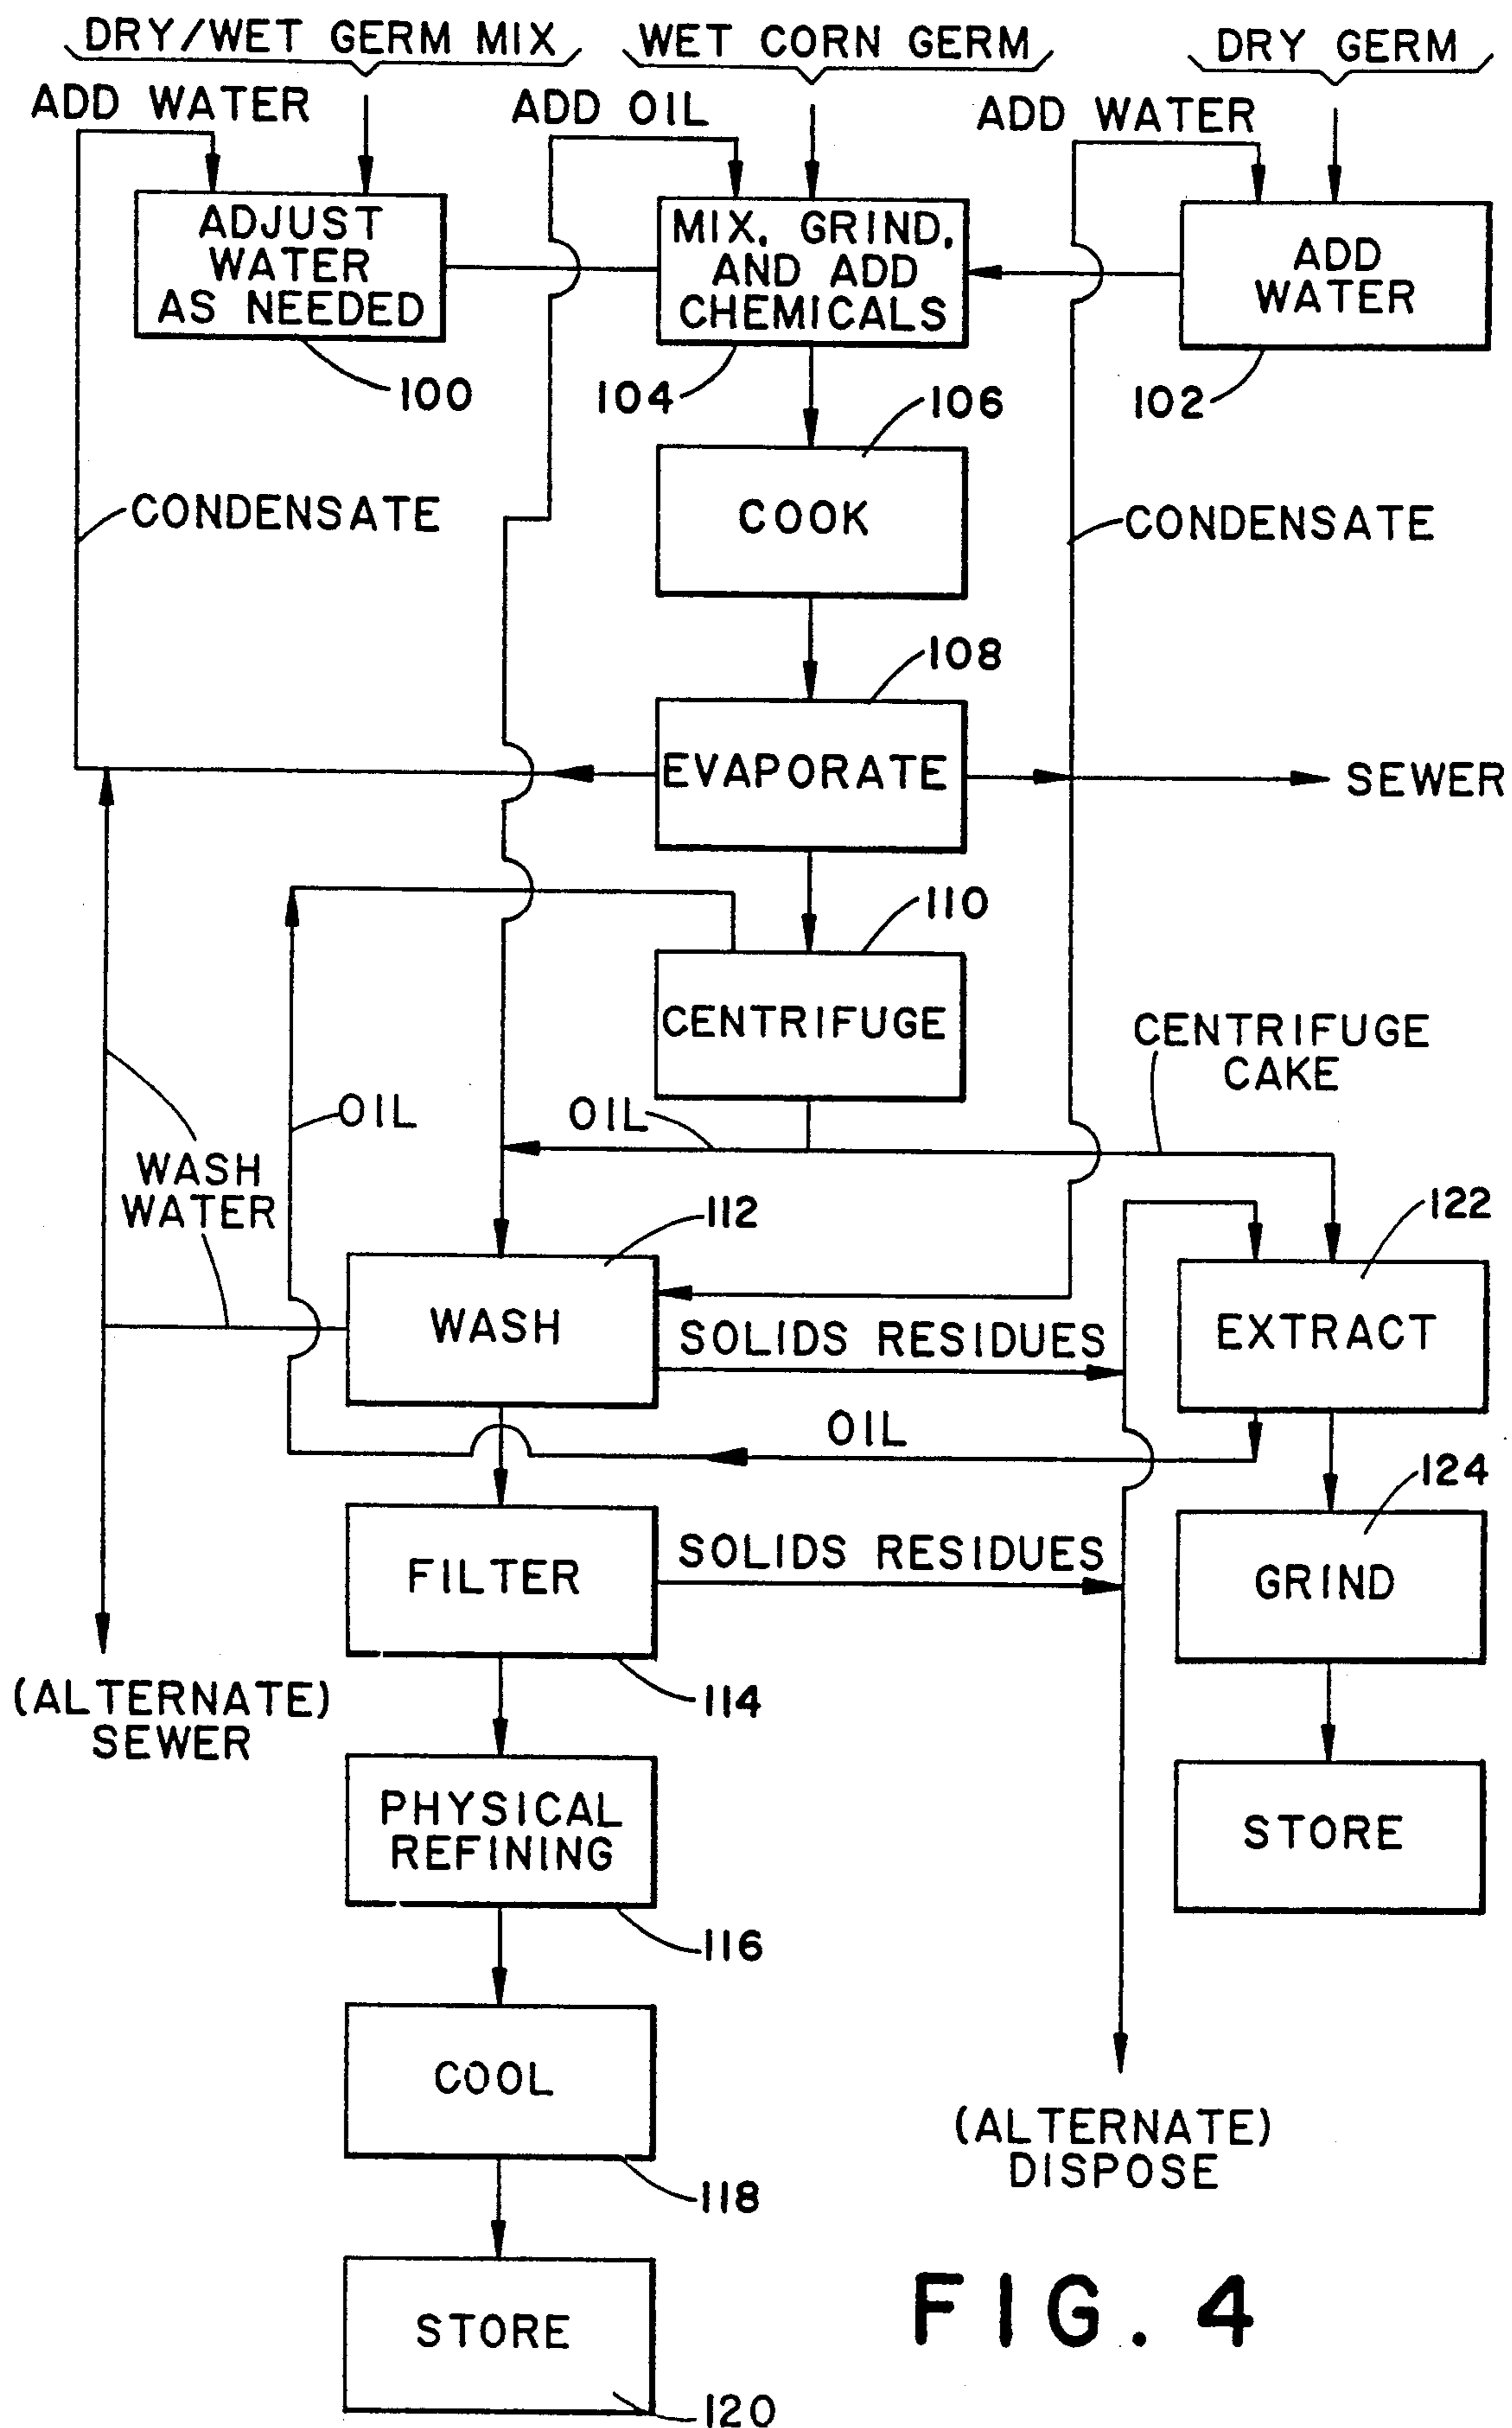 DRY/WET GERM MIX
WET CORN GERM
DRY GERM
ADD WATER
ADD OIL
ADD WATER
ADJUST
WATER
AS NEEDED
MIX, GRIND,
AND ADD
CHEMICALS
ADD
WATER
100
104
102
106
COOK
CONDENSATE
CONDENSATE
108
EVAPORATE
SEWER
110
CENTRIFUGE
CENTRIFUGE
CAKE
OIL
OIL
WASH
WATER
112
122
WASH
SOLIDS RESIDUES
EXTRACT
OIL
124
FILTER
SOLIDS RESIDUES
GRIND
(ALTERNATE)
SEWER
114
PHYSICAL
REFINING
STORE
116
COOL
(ALTERNATE)
DISPOSE
118
STORE
120
FIG. 4